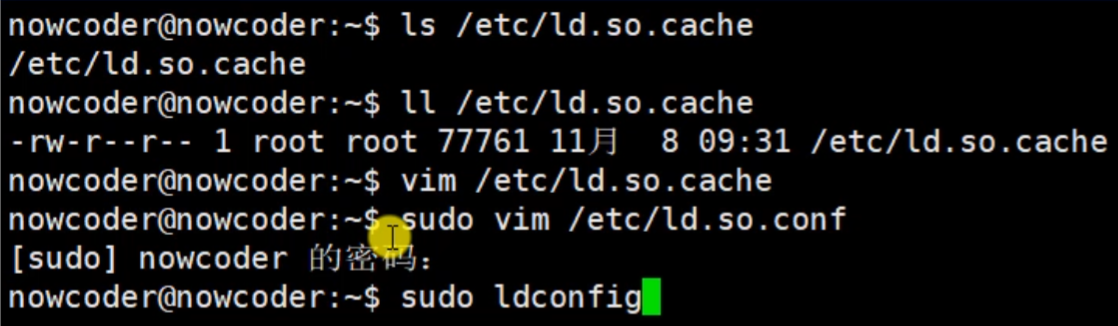 nowcoder@nowcoder:~$ ls /etc/ld.so.cache
/etc/ld.so.cache
nowcoder@nowcoder:~$ ll /etc/ld.so.cache
-rw-r--r-- 1 root root 77761 11月  8 09:31 /etc/ld.so.cache
nowcoder@nowcoder:~$ vim /etc/ld.so.cache
nowcoder@nowcoder:~$ sudo vim /etc/ld.so.conf
[sudo] nowcoder 的密码：
nowcoder@nowcoder:~$ sudo ldconfig